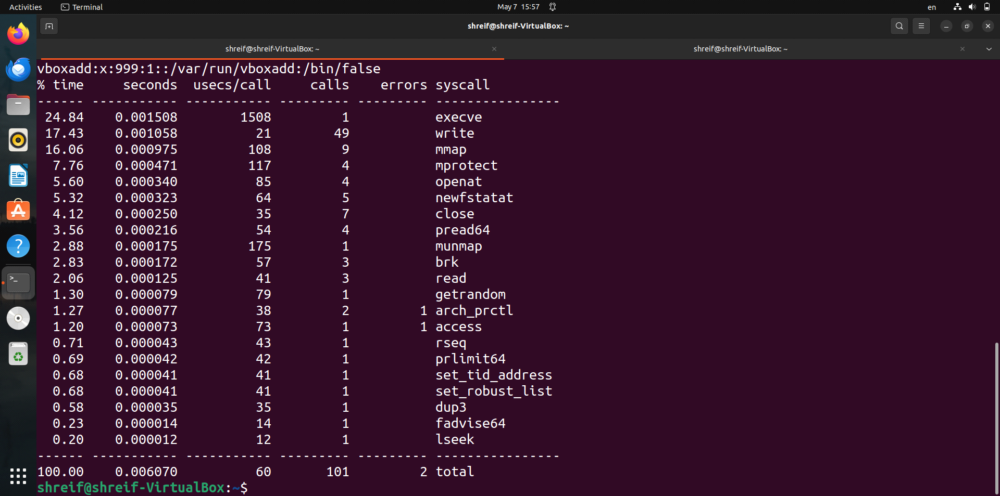 Activities Terminal May 7 15:57 en
shreif@shreif-VirtualBox: ~
shreif@shreif-VirtualBox: ~ × shreif@shreif-VirtualBox: ~ ×
vboxadd:x:999:1::/var/run/vboxadd:/bin/false
% time     seconds  usecs/call     calls    errors syscall
------ ----------- ----------- --------- --------- ----------------
 24.84    0.001508        1508         1           execve
 17.43    0.001058          21        49           write
 16.06    0.000975         108         9           mmap
  7.76    0.000471         117         4           mprotect
  5.60    0.000340          85         4           openat
  5.32    0.000323          64         5           newfstatat
  4.12    0.000250          35         7           close
  3.56    0.000216          54         4           pread64
  2.88    0.000175         175         1           munmap
  2.83    0.000172          57         3           brk
  2.06    0.000125          41         3           read
  1.30    0.000079          79         1           getrandom
  1.27    0.000077          38         2         1 arch_prctl
  1.20    0.000073          73         1         1 access
  0.71    0.000043          43         1           rseq
  0.69    0.000042          42         1           prlimit64
  0.68    0.000041          41         1           set_tid_address
  0.68    0.000041          41         1           set_robust_list
  0.58    0.000035          35         1           dup3
  0.23    0.000014          14         1           fadvise64
  0.20    0.000012          12         1           lseek
------ ----------- ----------- --------- --------- ----------------
100.00    0.006070          60       101         2 total
shreif@shreif-VirtualBox:~$